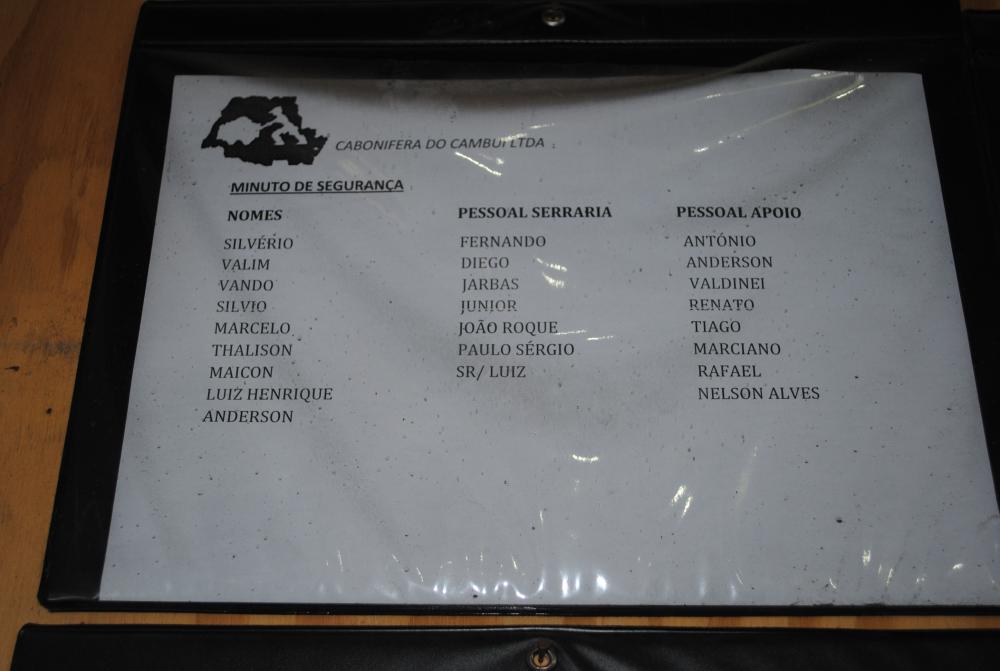 CABONIFERA DO CAMBUI LTDA
MINUTO DE SEGURANÇA
NOMES
SILVÉRIO
VALIM
VANDO
SILVIO
MARCELO
THALISON
MAICON
LUIZ HENRIQUE
ANDERSON
PESSOAL SERRARIA
FERNANDO
DIEGO
JARBAS
JUNIOR
JOÃO ROQUE
PAULO SÉRGIO
SR/ LUIZ
PESSOAL APOIO
ANTÓNIO
ANDERSON
VALDINEI
RENATO
TIAGO
MARCIANO
RAFAEL
NELSON ALVES